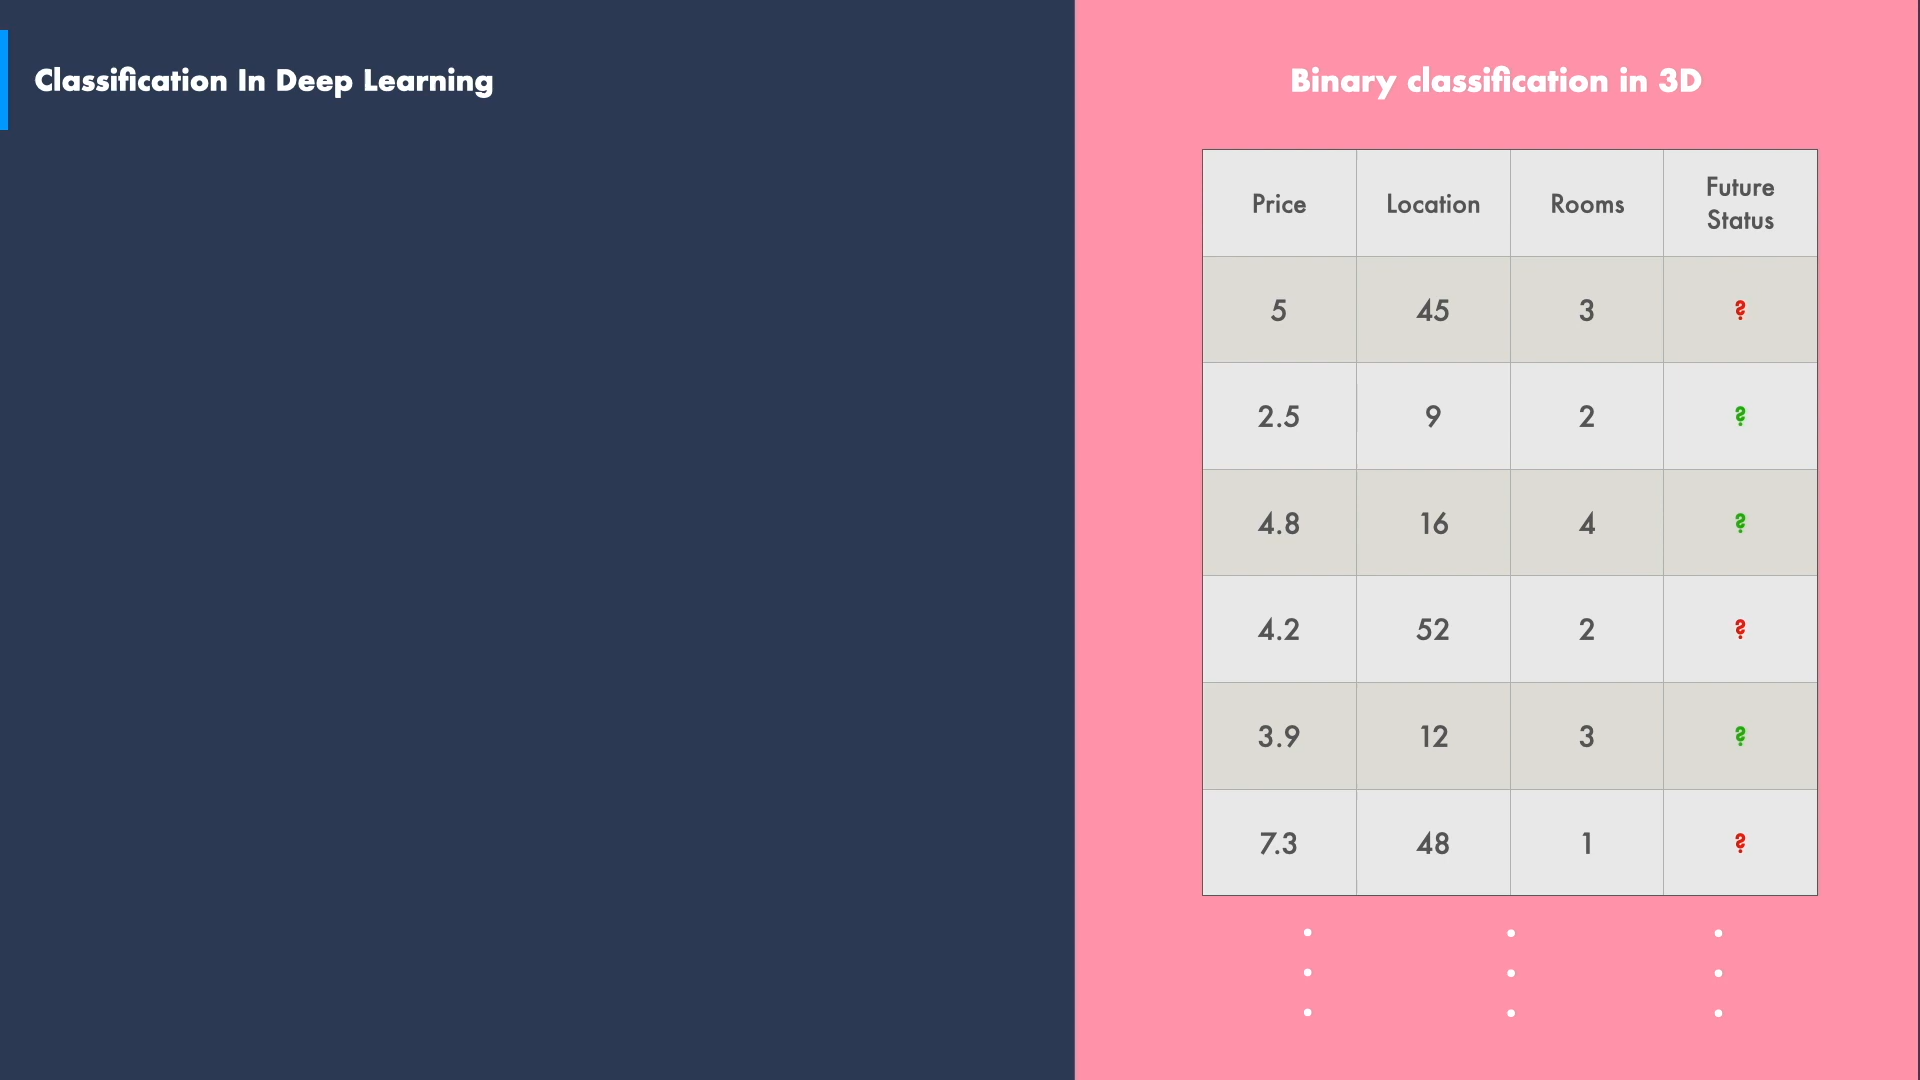 Classification In Deep Learning
Binary classification in 3D
Price Location Rooms Future Status
5 45 3 ?
2.5 9 2 ?
4.8 16 4 ?
4.2 52 2 ?
3.9 12 3 ?
7.3 48 1 ?